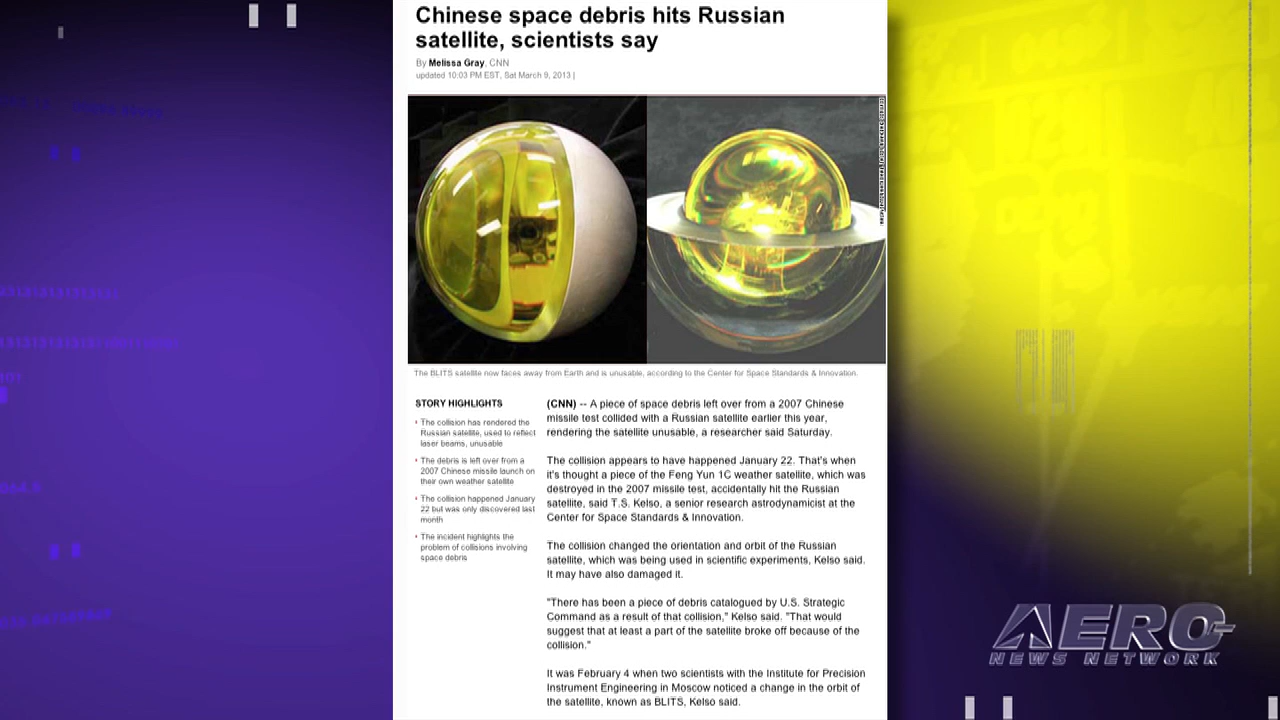 Chinese space debris hits Russian
satellite, scientists say
By Melissa Gray, CNN
updated 10:03 PM EST, Sat March 9, 2013 |
The BLITS satellite now faces away from Earth and is unusable, according to the Center for Space Standards & Innovation.
STORY HIGHLIGHTS
The collision has rendered the
Russian satellite, used to reflect
laser beams, unusable
The debris is left over from a
2007 Chinese missile launch on
their own weather satellite
The collision happened January
22 but was only discovered last
month
The incident highlights the
problem of collisions involving
space debris
(CNN) -- A piece of space debris left over from a 2007 Chinese
missile test collided with a Russian satellite earlier this year,
rendering the satellite unusable, a researcher said Saturday.
The collision appears to have happened January 22. That's when
it's thought a piece of the Feng Yun 1C weather satellite, which was
destroyed in the 2007 missile test, accidentally hit the Russian
satellite, said T.S. Kelso, a senior research astrodynamicist at the
Center for Space Standards & Innovation.
The collision changed the orientation and orbit of the Russian
satellite, which was being used in scientific experiments, Kelso said.
It may have also damaged it.
"There has been a piece of debris catalogued by U.S. Strategic
Command as a result of that collision," Kelso said. "That would
suggest that at least a part of the satellite broke off because of the
collision."
It was February 4 when two scientists with the Institute for Precision
Instrument Engineering in Moscow noticed a change in the orbit of
the satellite, known as BLITS, Kelso said.
AERO-
NEWS NETWORK